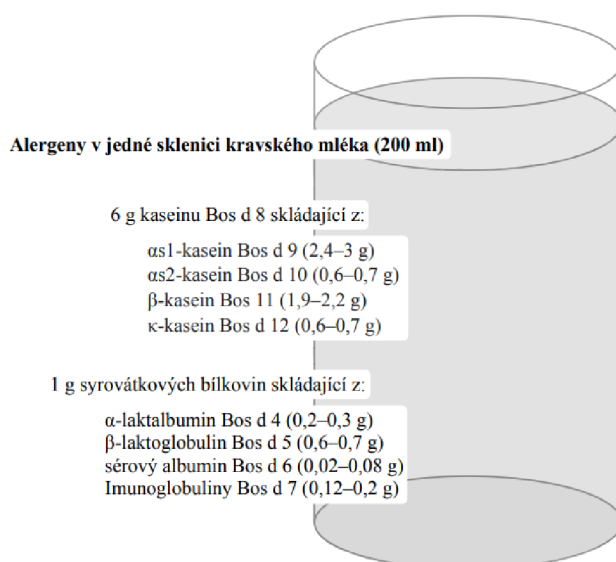 Alergeny v jedné sklenici kravského mléka (200 ml)
6 g kaseinu Bos d 8 skládající z:
αs1-kasein Bos d 9 (2,4–3 g)
αs2-kasein Bos d 10 (0,6–0,7 g)
β-kasein Bos 11 (1,9–2,2 g)
κ-kasein Bos d 12 (0,6–0,7 g)
1 g syrovátkových bílkovin skládající z:
α-laktalbumin Bos d 4 (0,2–0,3 g)
β-laktoglobulin Bos d 5 (0,6–0,7 g)
sérový albumin Bos d 6 (0,02–0,08 g)
Imunoglobuliny Bos d 7 (0,12–0,2 g)